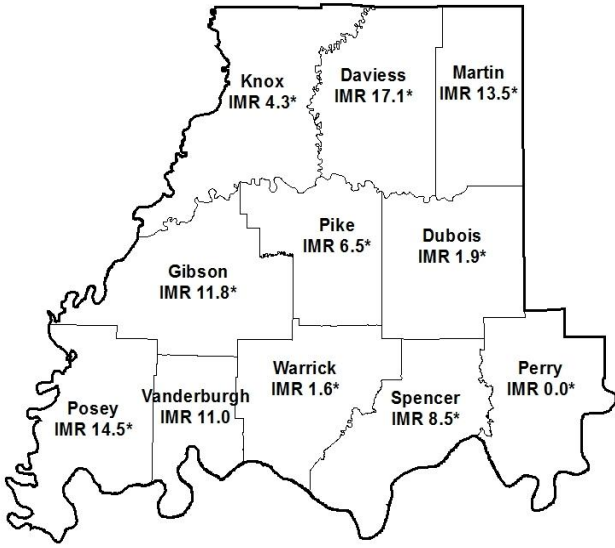 Knox
IMR 4.3*
Daviess
IMR 17.1*
Martin
IMR 13.5*
Pike
IMR 6.5*
Dubois
IMR 1.9*
Gibson
IMR 11.8*
Posey
IMR 14.5*
Vanderburgh
IMR 11.0
Warrick
IMR 1.6*
Spencer
IMR 8.5*
Perry
IMR 0.0*